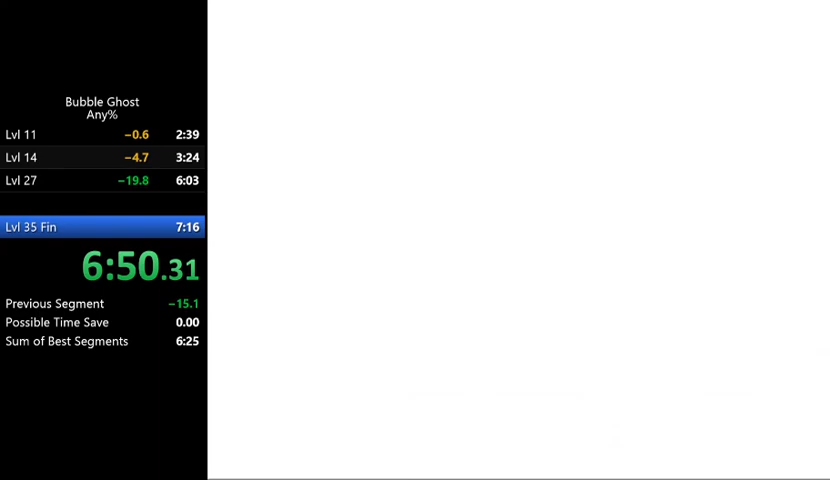 Bubble Ghost
Any%
Lvl 11 −0.6 2:39
Lvl 14 −4.7 3:24
Lvl 27 −19.8 6:03
Lvl 35 Fin 7:16
6:50.31
Previous Segment −15.1
Possible Time Save 0.00
Sum of Best Segments 6:25